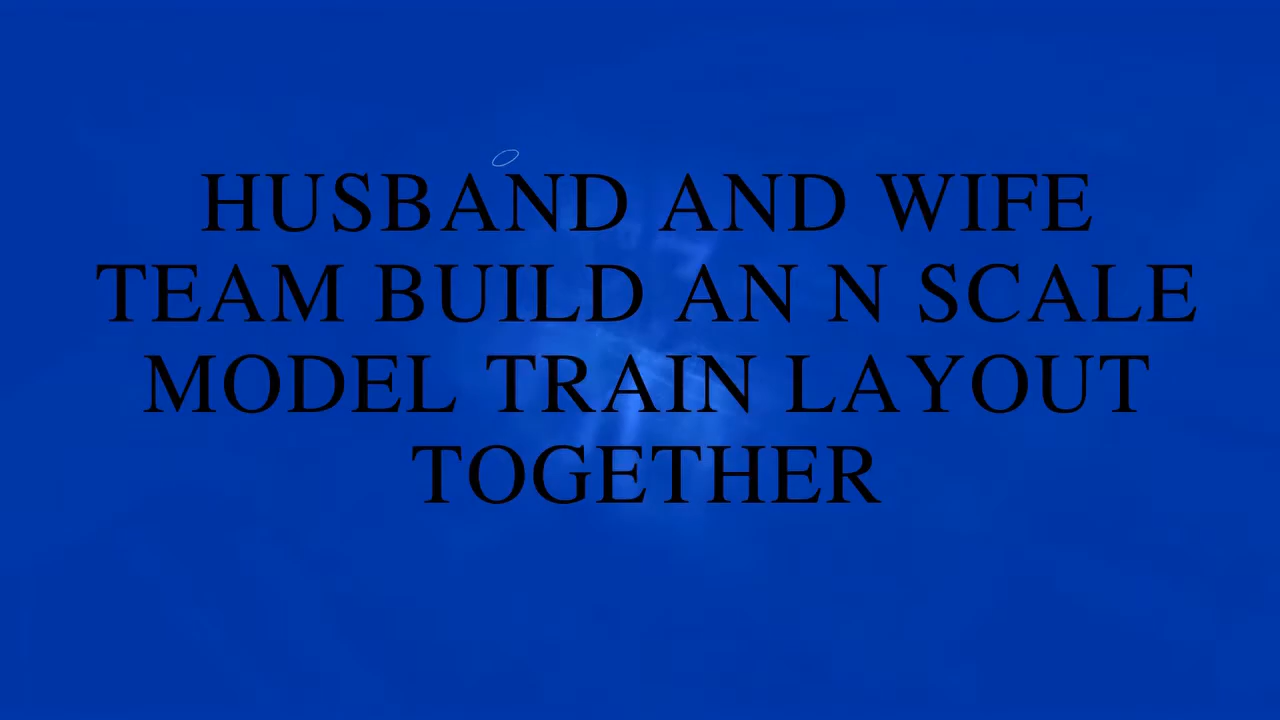 HUSBAND AND WIFE
TEAM BUILD AN N SCALE
MODEL TRAIN LAYOUT
TOGETHER